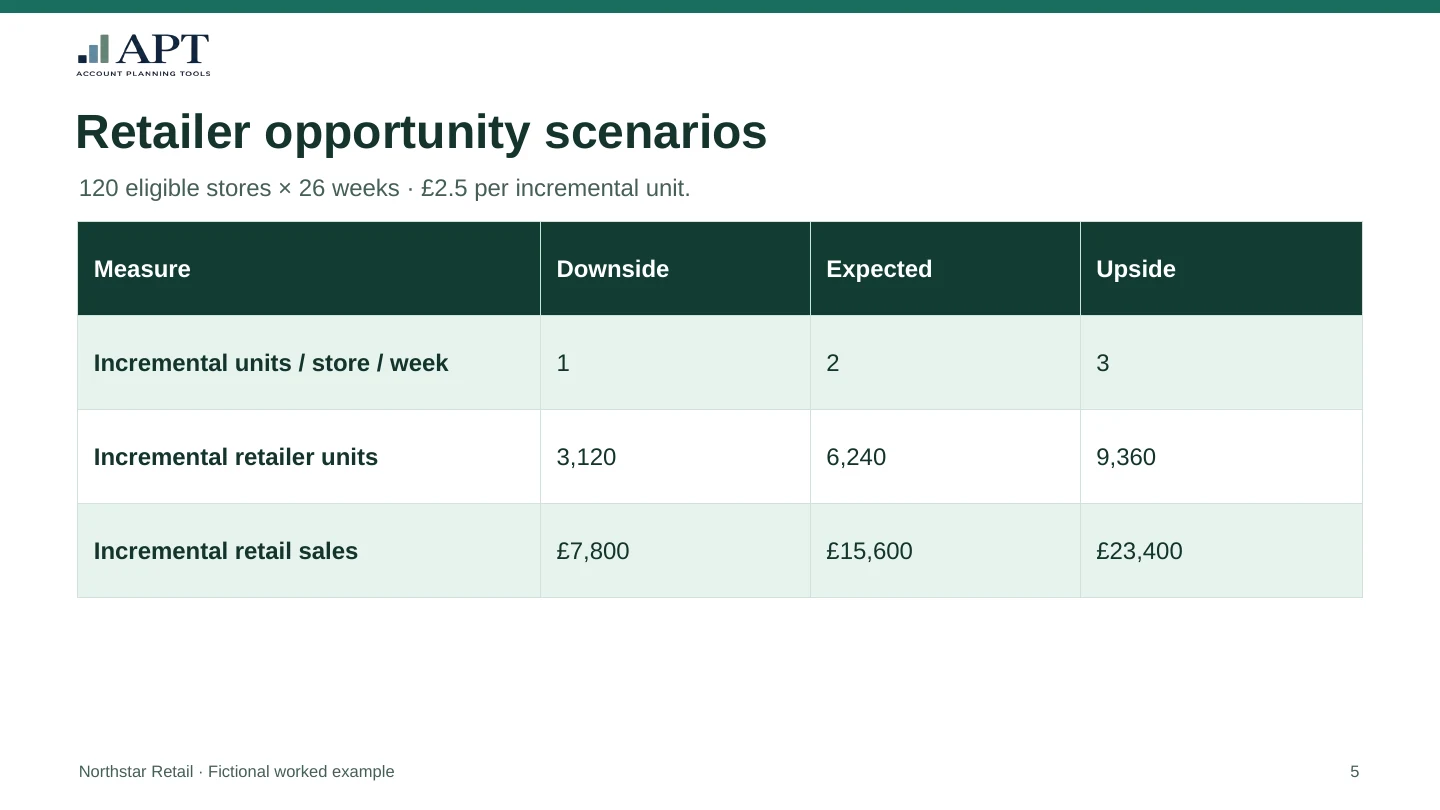 APT
ACCOUNT PLANNING TOOLS
Retailer opportunity scenarios
120 eligible stores × 26 weeks · £2.5 per incremental unit.
Measure Downside Expected Upside
Incremental units / store / week 1 2 3
Incremental retailer units 3,120 6,240 9,360
Incremental retail sales £7,800 £15,600 £23,400
Northstar Retail · Fictional worked example 5